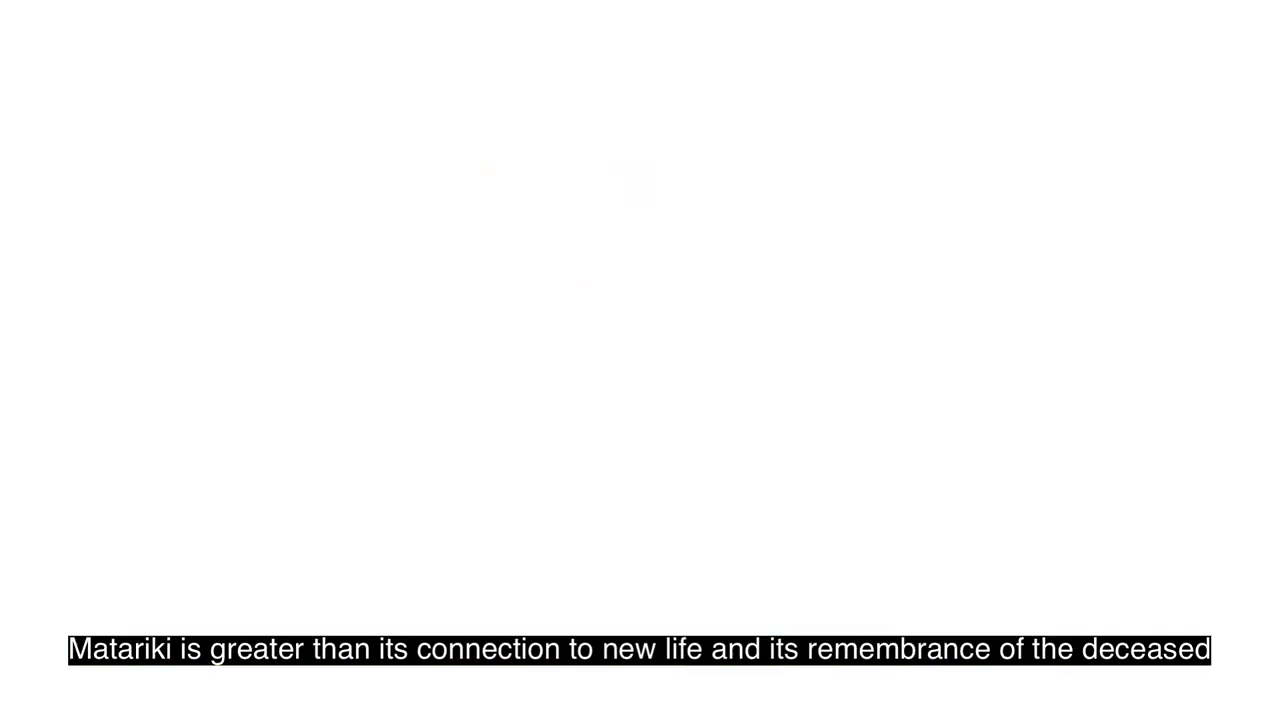 Matariki is greater than its connection to new life and its remembrance of the deceased